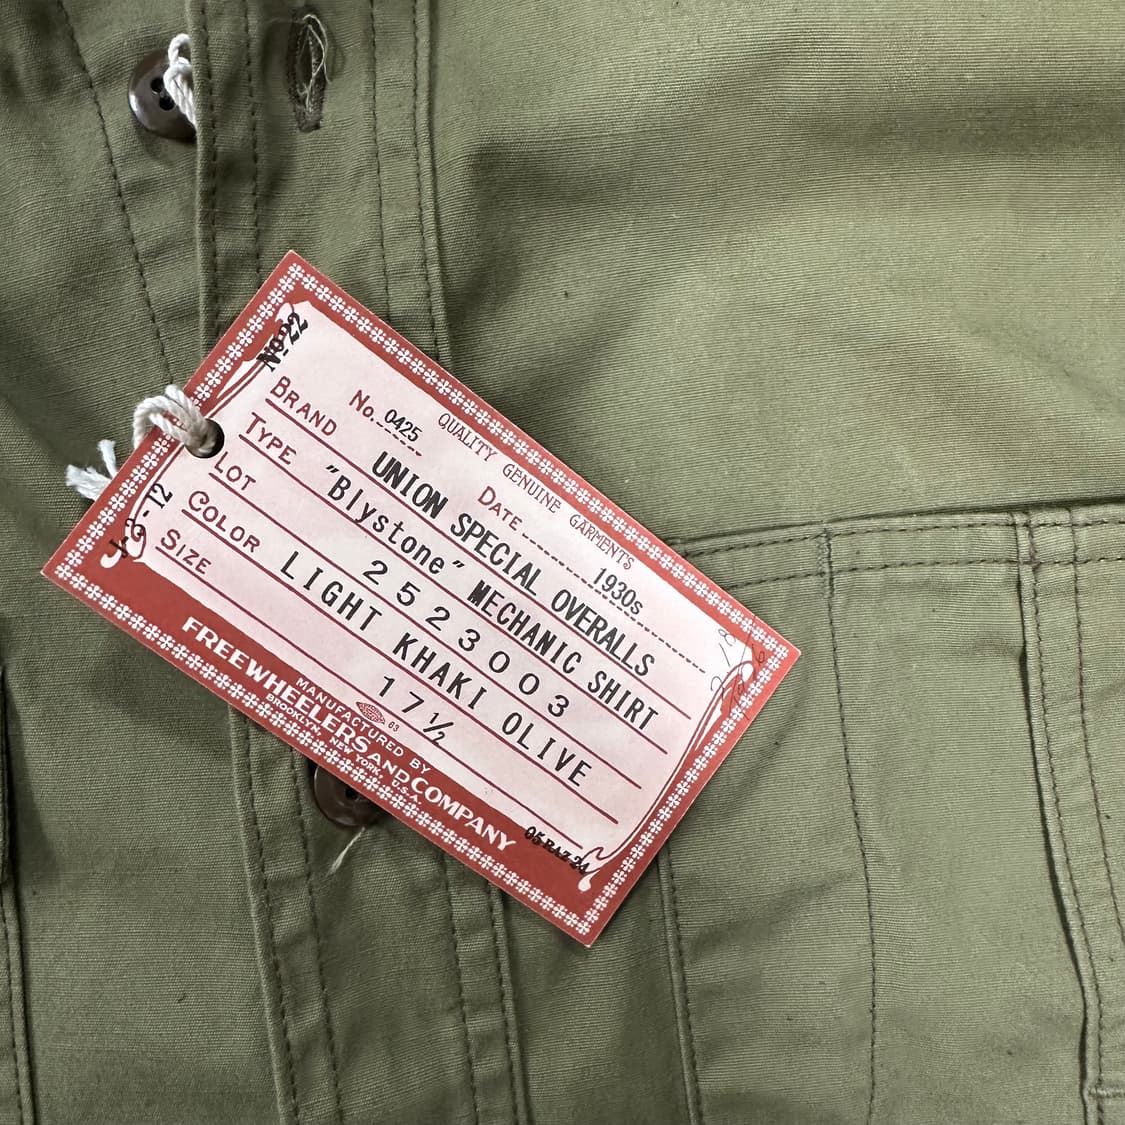 No. 22
QUALITY GENUINE GARMENTS
No. 0425 DATE 1930s
BRAND UNION SPECIAL OVERALLS
TYPE "Blystone" MECHANIC SHIRT
LOT 2523003
COLOR LIGHT KHAKI OLIVE
SIZE 17½
MANUFACTURED BY
FREEWHEELERS AND COMPANY
BROOKLYN, NEW YORK, U.S.A.
63